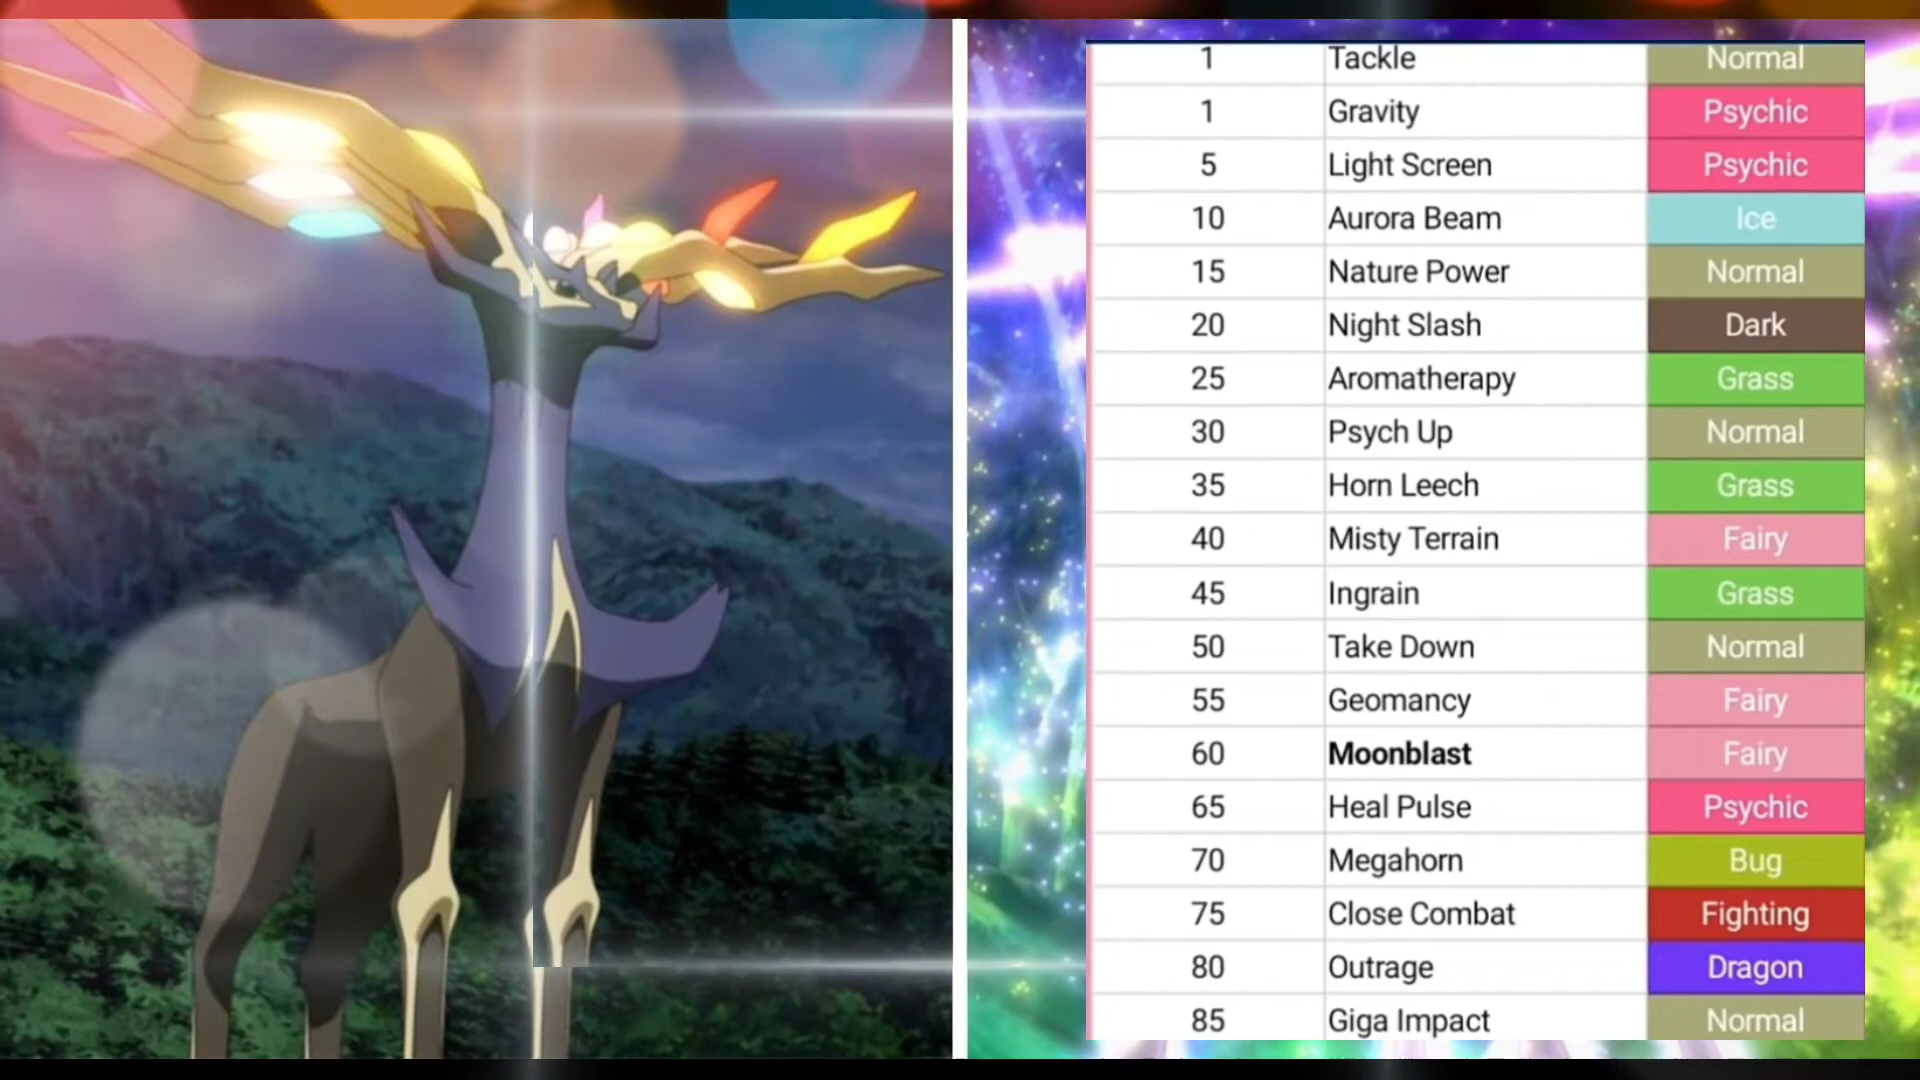 1 Tackle Normal
1 Gravity Psychic
5 Light Screen Psychic
10 Aurora Beam Ice
15 Nature Power Normal
20 Night Slash Dark
25 Aromatherapy Grass
30 Psych Up Normal
35 Horn Leech Grass
40 Misty Terrain Fairy
45 Ingrain Grass
50 Take Down Normal
55 Geomancy Fairy
60 Moonblast Fairy
65 Heal Pulse Psychic
70 Megahorn Bug
75 Close Combat Fighting
80 Outrage Dragon
85 Giga Impact Normal